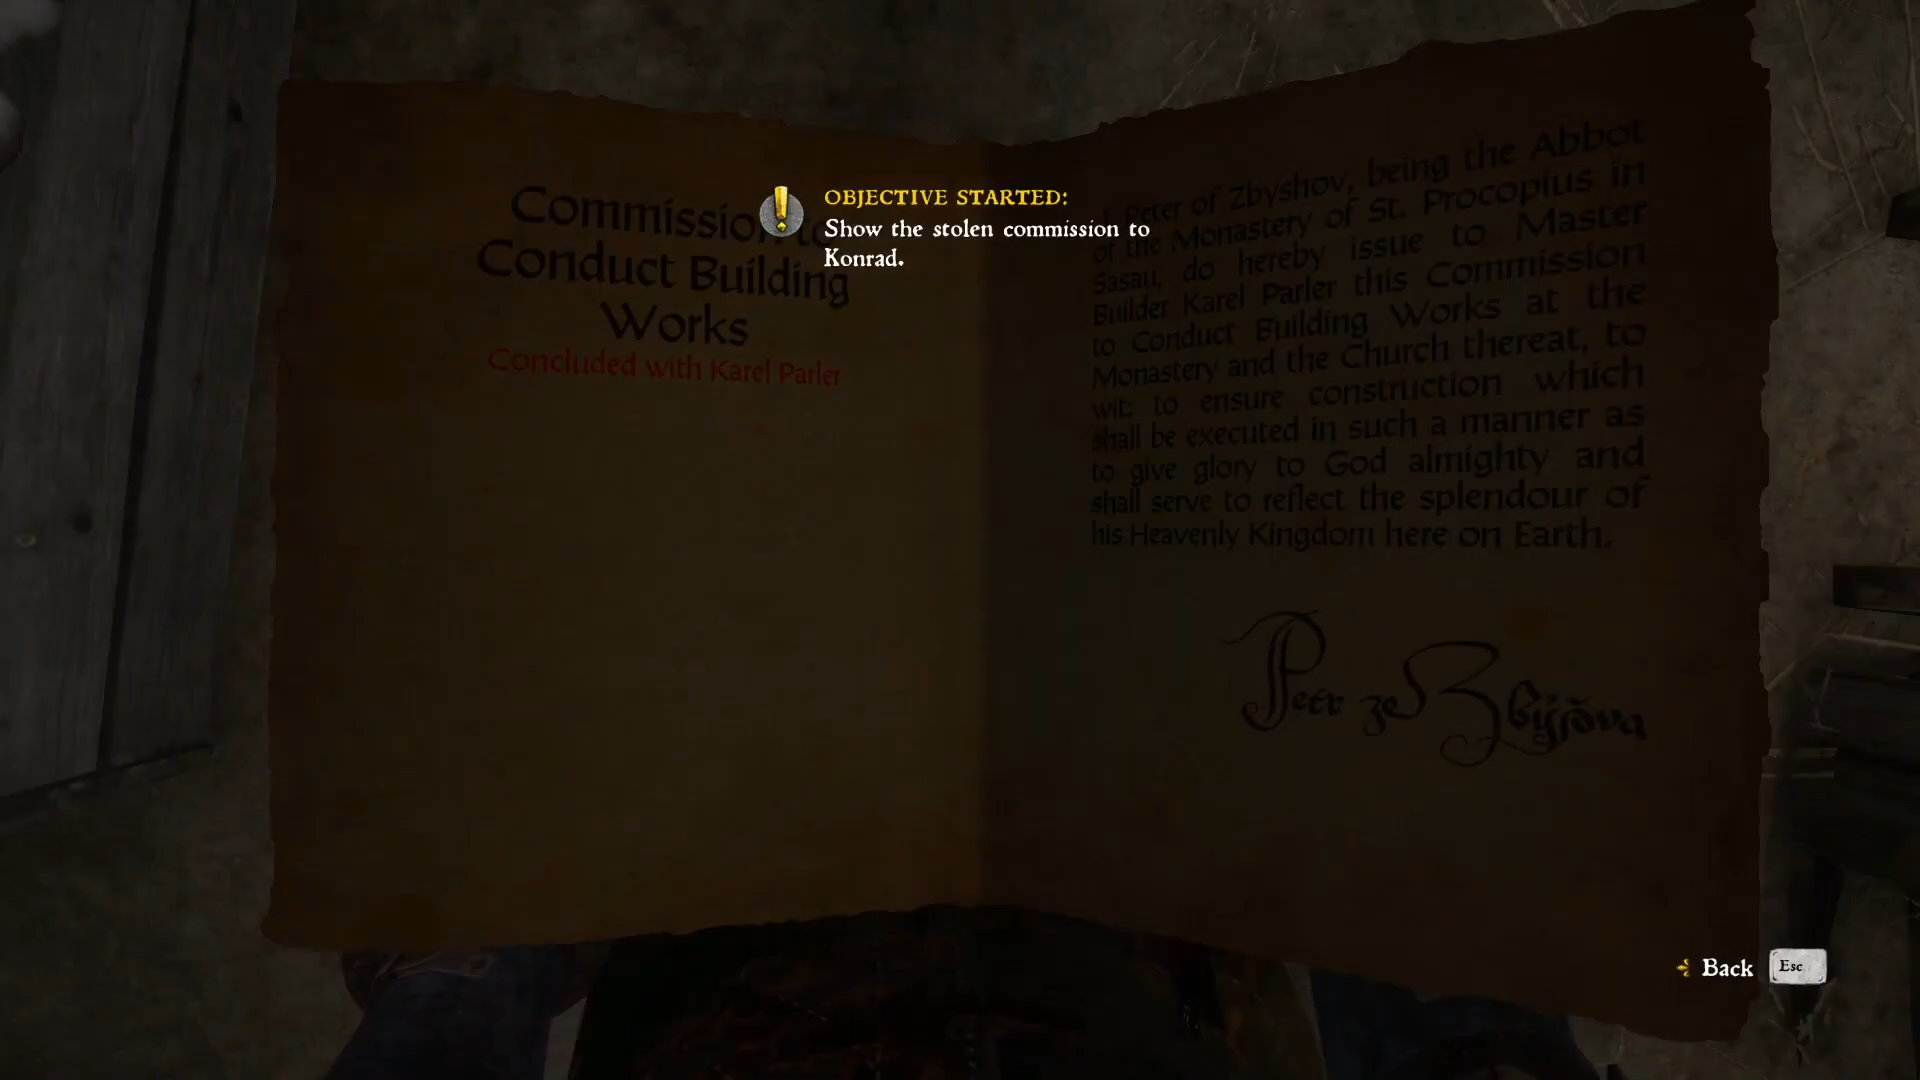 Commission to
Conduct Building
Works
Concluded with Karel Parler
OBJECTIVE STARTED:
Show the stolen commission to
Konrad.
Peter of Zbyshov, being the Abbot
of the Monastery of St. Procopius in
Sasau, do hereby issue to Master
Builder Karel Parler this Commission
to Conduct Building Works at the
Monastery and the Church thereat, to
wit: to ensure construction which
shall be executed in such a manner as
to give glory to God almighty and
shall serve to reflect the splendour of
his Heavenly Kingdom here on Earth.
Petr ze Zbyšova
Back Esc